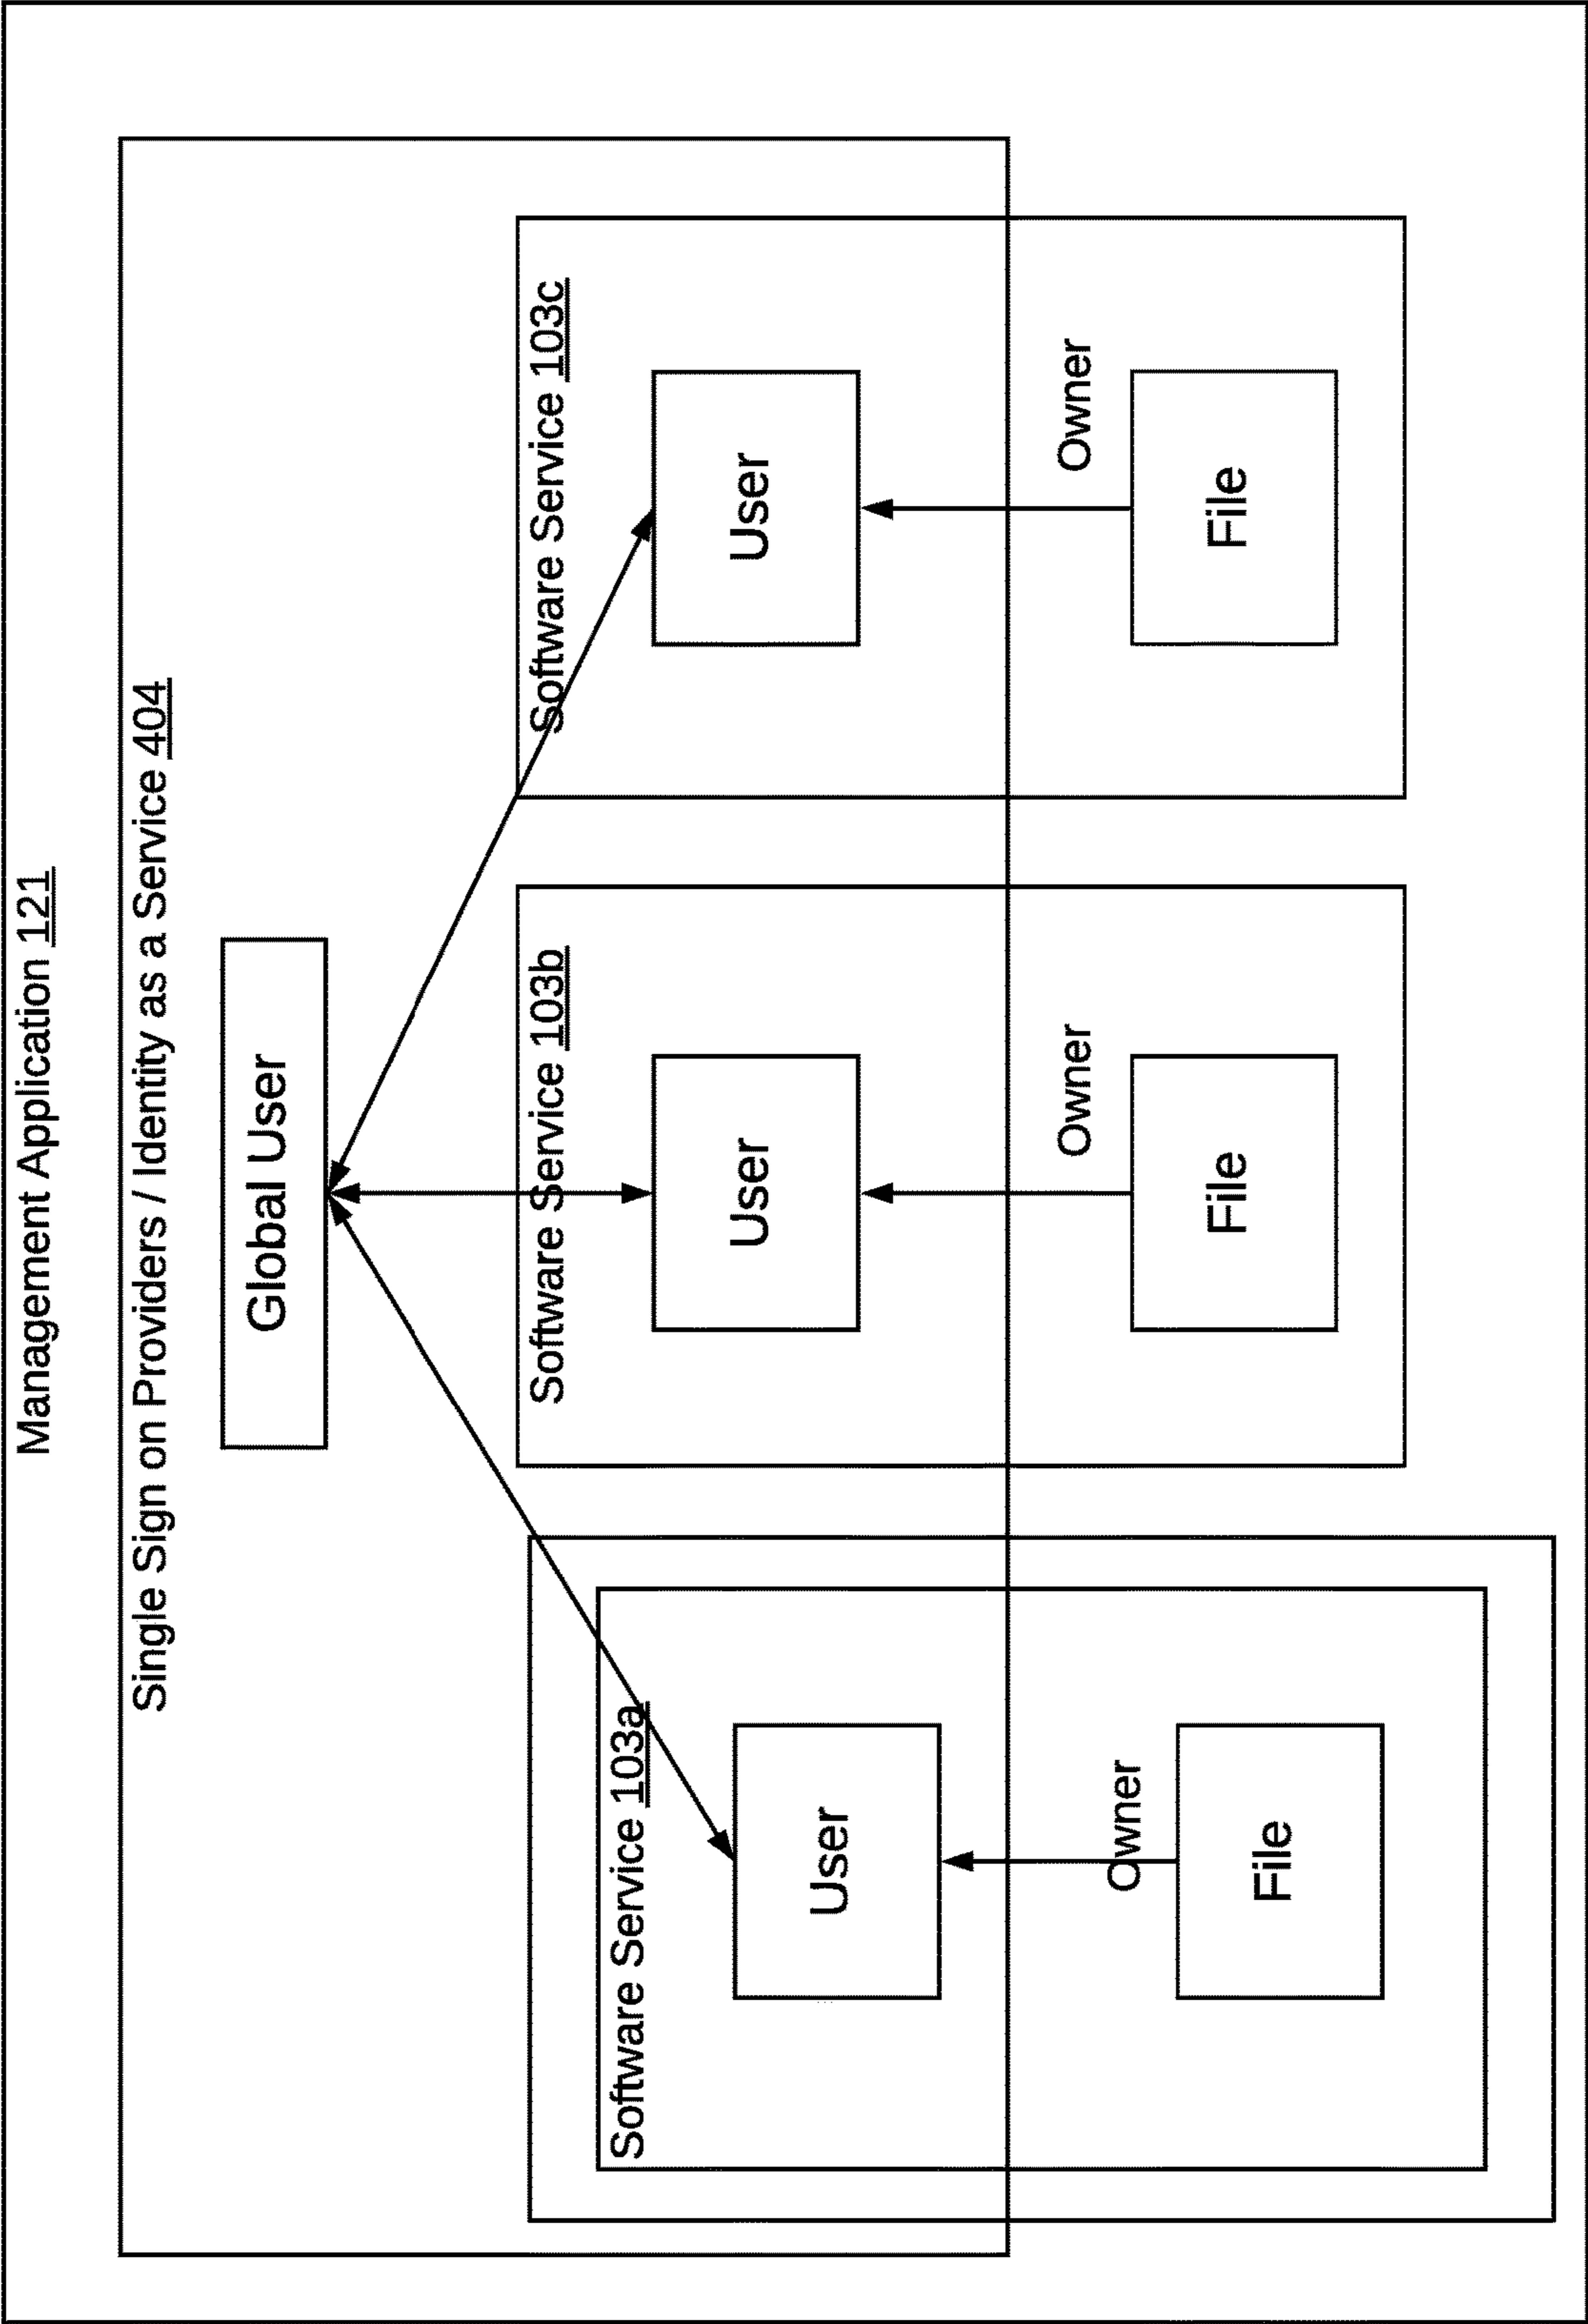 Management Application 121
Single Sign on Providers / Identity as a Service 404
Global User
Software Service 103a
User
Owner
File
Software Service 103b
User
Owner
File
Software Service 103c
User
Owner
File